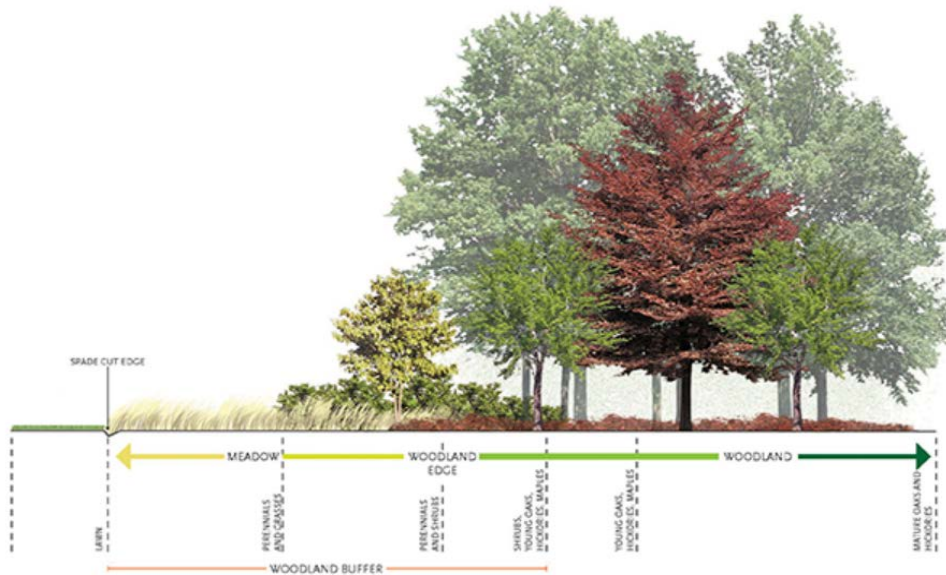 SPADE CUT EDGE
MEADOW
WOODLAND
EDGE
WOODLAND
LAWN
PERENNIALS
AND GRASSES
PERENNIALS
AND SHRUBS
SHRUBS,
YOUNG OAKS,
HICKORIES, MAPLES
YOUNG OAKS,
HICKORIES, MAPLES
MATURE OAKS AND
HICKORIES
WOODLAND BUFFER